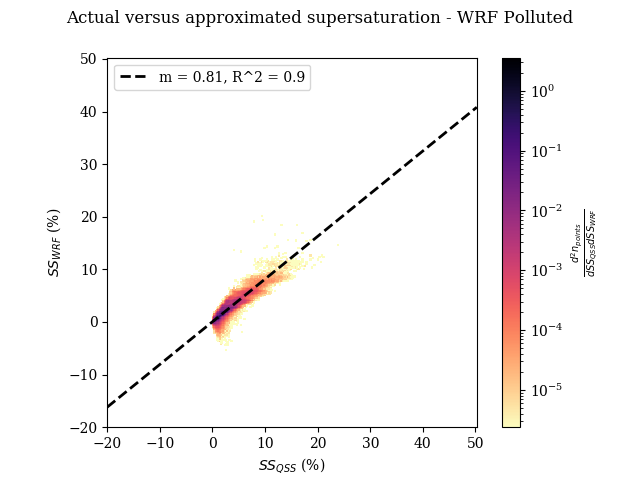 Actual versus approximated supersaturation - WRF Polluted
m = 0.81, R^2 = 0.9
50
40
30
20
10
0
−10
−20
SS_WRF (%)
−20 −10 0 10 20 30 40 50
SS_QSS (%)
10^0
10^−1
10^−2
10^−3
10^−4
10^−5
d^2 n_points
dSS_QSS dSS_WRF